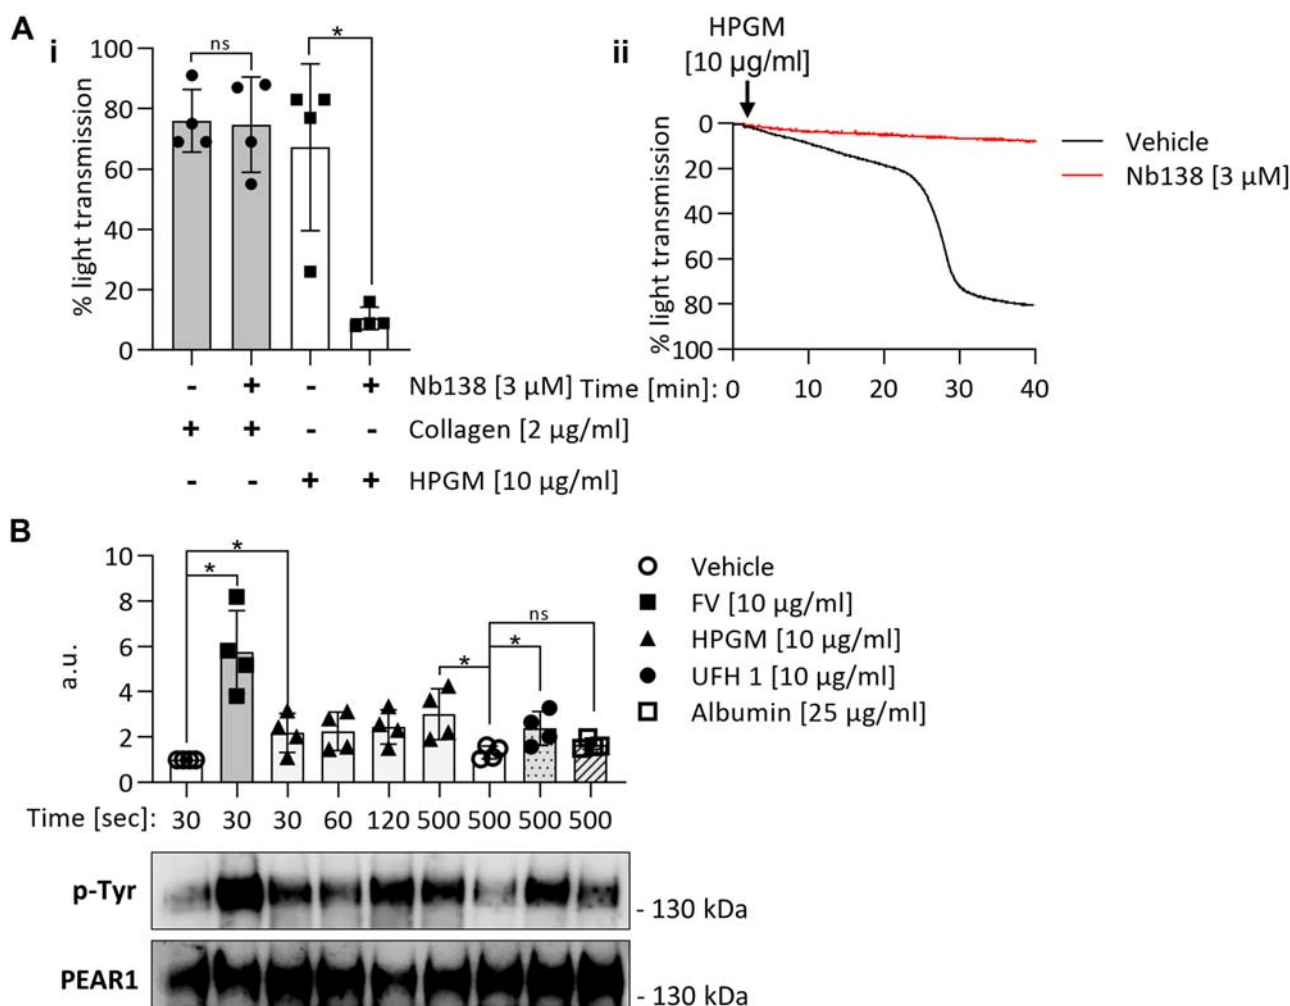 A
i
100
80
60
40
20
0
% light transmission
ns
*
- + - + Nb138 [3 µM]
+ + - - Collagen [2 µg/ml]
- - + + HPGM [10 µg/ml]
ii
HPGM
[10 µg/ml]
0
20
40
60
80
100
% light transmission
Time [min]: 0 10 20 30 40
Vehicle
Nb138 [3 µM]
B
10
8
6
4
2
0
a.u.
*
*
*
*
ns
Vehicle
FV [10 µg/ml]
HPGM [10 µg/ml]
UFH 1 [10 µg/ml]
Albumin [25 µg/ml]
Time [sec]: 30 30 30 60 120 500 500 500 500
p-Tyr
- 130 kDa
PEAR1
- 130 kDa